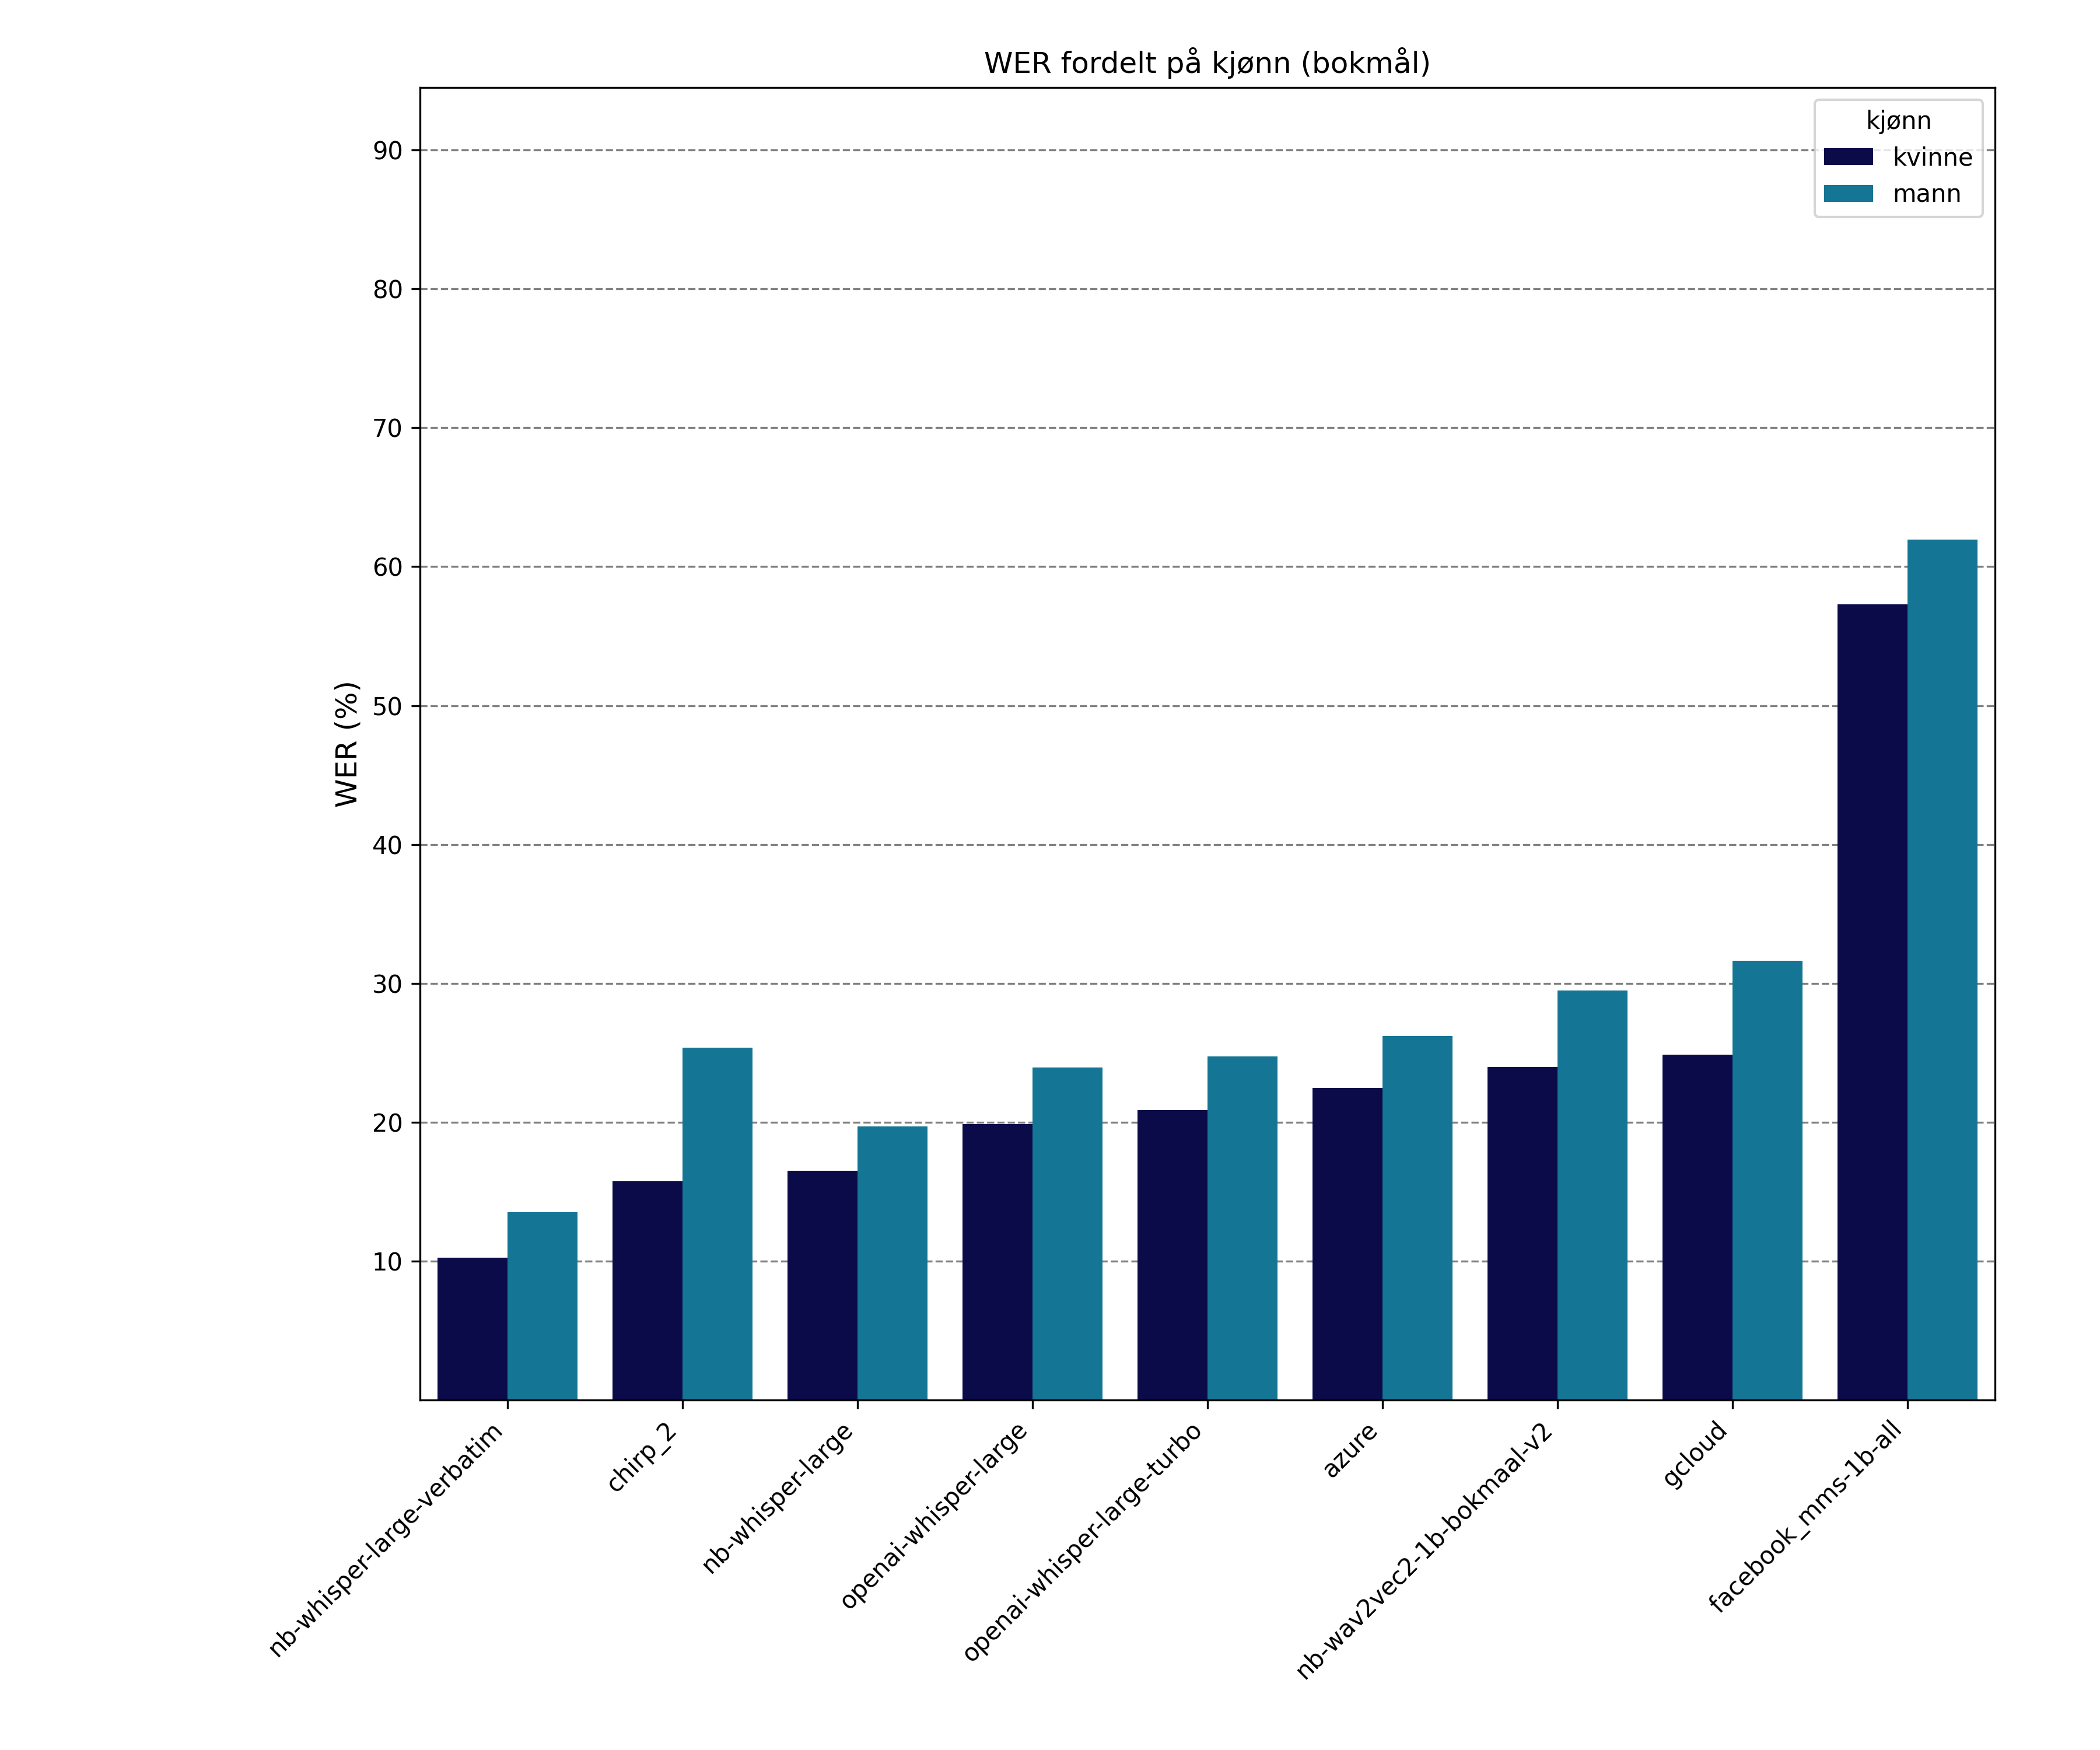 WER fordelt på kjønn (bokmål)
kjønn
kvinne
mann
WER (%)
90
80
70
60
50
40
30
20
10
nb-whisper-large-verbatim
chirp_2
nb-whisper-large
openai-whisper-large
openai-whisper-large-turbo
azure
nb-wav2vec2-1b-bokmaal-v2
gcloud
facebook_mms-1b-all